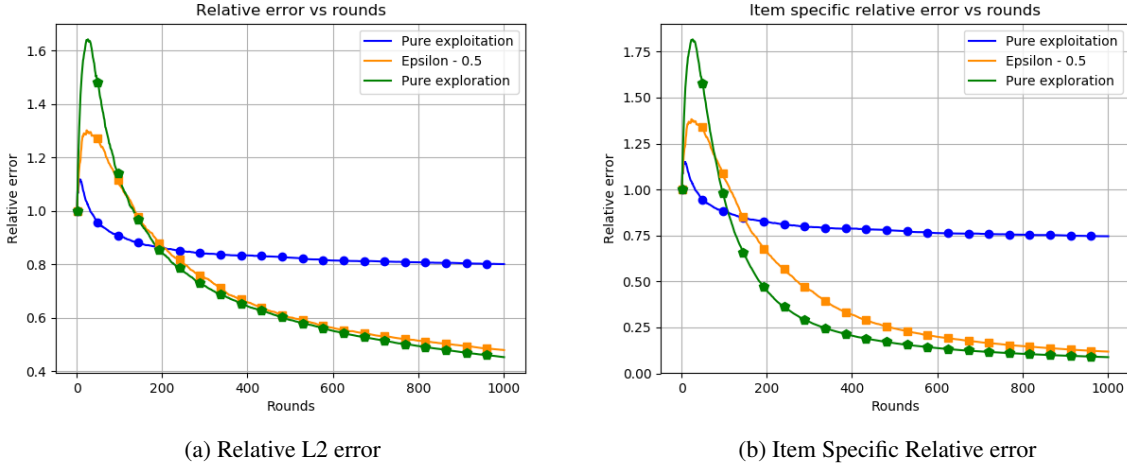 Relative error vs rounds
Relative error
1.6
1.4
1.2
1.0
0.8
0.6
0.4
Pure exploitation
Epsilon - 0.5
Pure exploration
0 200 400 600 800 1000
Rounds
(a) Relative L2 error
Item specific relative error vs rounds
Relative error
1.75
1.50
1.25
1.00
0.75
0.50
0.25
0.00
Pure exploitation
Epsilon - 0.5
Pure exploration
0 200 400 600 800 1000
Rounds
(b) Item Specific Relative error